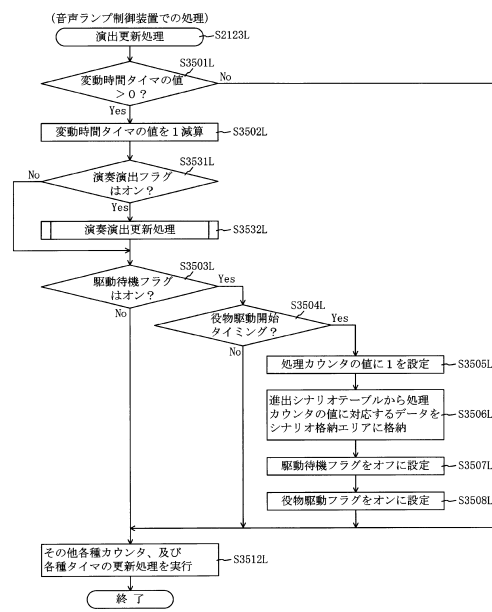 (音声ランプ制御装置での処理)
演出更新処理
S2123L
S3501L
変動時間タイマの値
＞０？
No
Yes
変動時間タイマの値を１減算
S3502L
S3531L
No
演奏演出フラグ
はオン？
Yes
演奏演出更新処理
S3532L
S3503L
駆動待機フラグ
はオン？
Yes
No
S3504L
役物駆動開始
タイミング？
Yes
No
処理カウンタの値に１を設定
S3505L
進出シナリオテーブルから処理
カウンタの値に対応するデータを
シナリオ格納エリアに格納
S3506L
駆動待機フラグをオフに設定
S3507L
役物駆動フラグをオンに設定
S3508L
その他各種カウンタ、及び
各種タイマの更新処理を実行
S3512L
終了